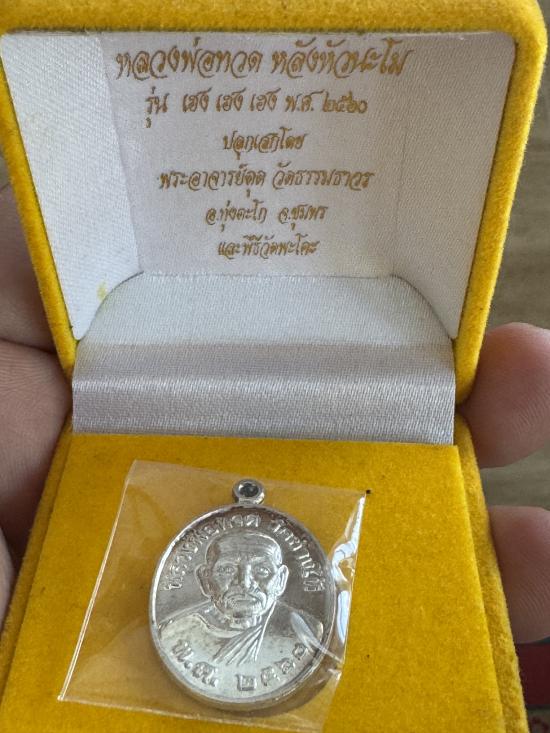 หลวงพ่อทวด หลังหัวนะโม
รุ่น เฮง เฮง เฮง พ.ศ. ๒๕๖๐
ปลุกเสกโดย
พระอาจารย์ตุด วัดธรรมถาวร
อ.ทุ่งตะโก จ.ชุมพร
และพิธีวัดพะโคะ
หลวงพ่อทวด วัดช้างให้
พ.ศ. ๒๕๖๐